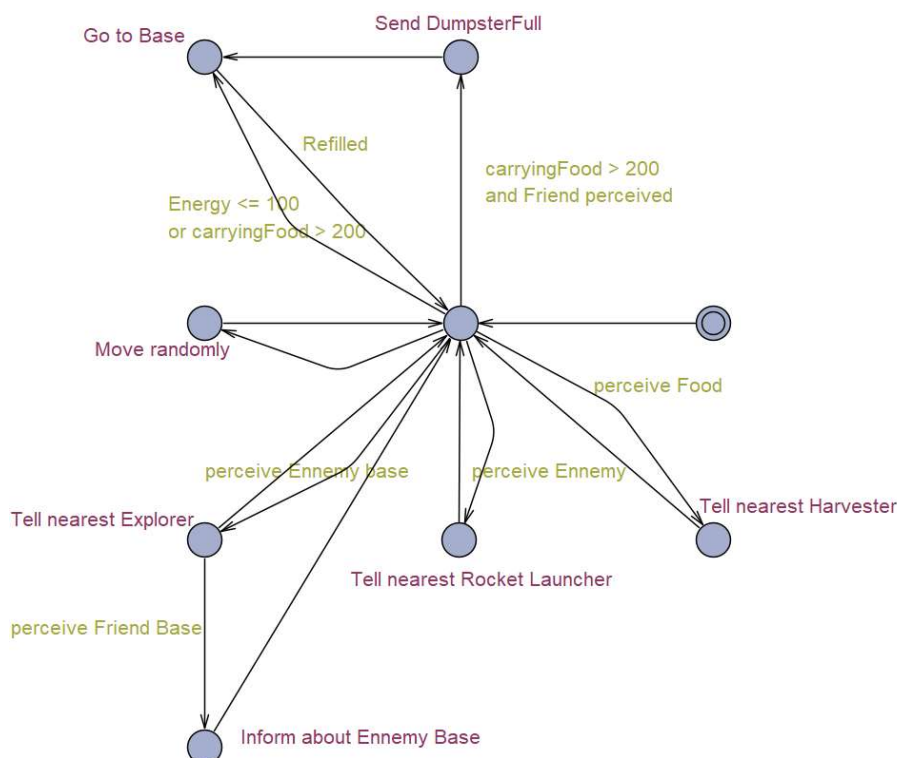 Send DumpsterFull
Go to Base
Refilled
carryingFood > 200
and Friend perceived
Energy <= 100
or carryingFood > 200
Move randomly
perceive Food
perceive Ennemy base
perceive Ennemy
Tell nearest Explorer
Tell nearest Harvester
Tell nearest Rocket Launcher
perceive Friend Base
Inform about Ennemy Base